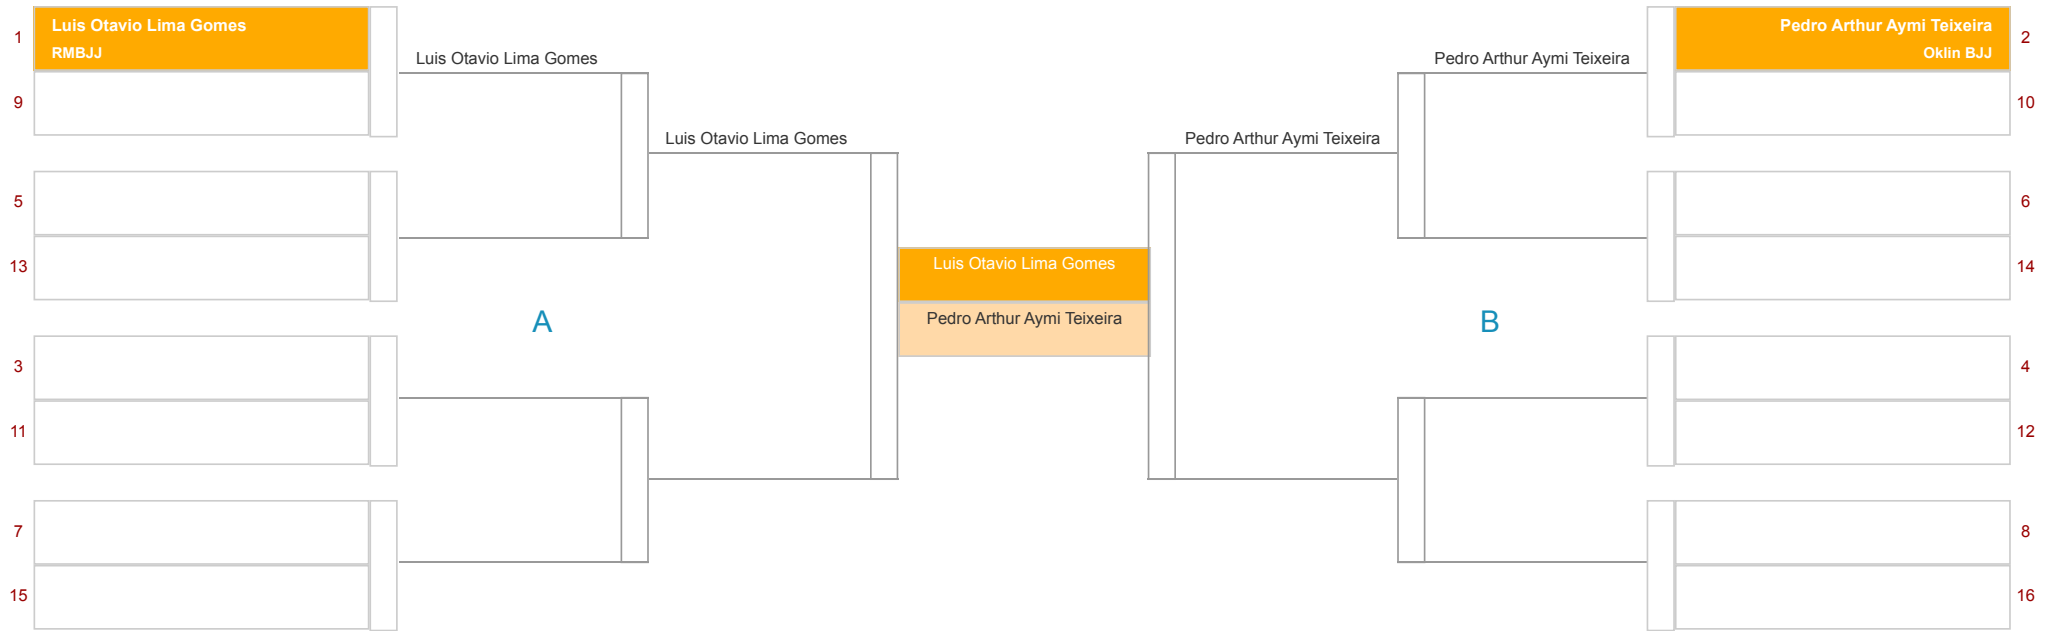 1
Luis Otavio Lima Gomes
RMBJJ
9
5
13
3
11
7
15
Luis Otavio Lima Gomes
Luis Otavio Lima Gomes
A
Luis Otavio Lima Gomes
Pedro Arthur Aymi Teixeira
B
Pedro Arthur Aymi Teixeira
Pedro Arthur Aymi Teixeira
Pedro Arthur Aymi Teixeira
Oklin BJJ
2
10
6
14
4
12
8
16